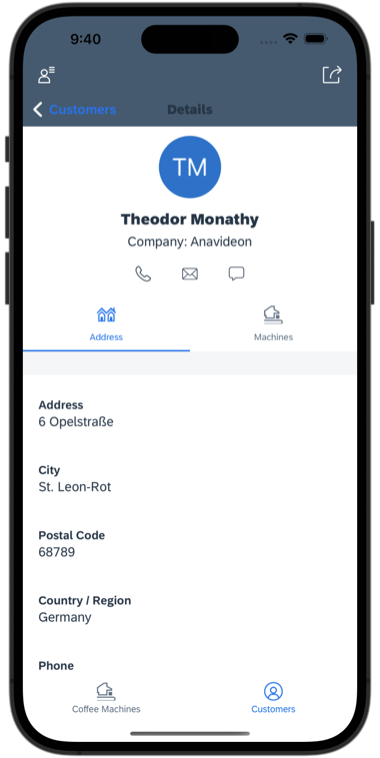 9:40
Customers
Details
TM
Theodor Monathy
Company: Anavideon
Address
Machines
Address
6 Opelstraße
City
St. Leon-Rot
Postal Code
68789
Country / Region
Germany
Phone
Coffee Machines
Customers